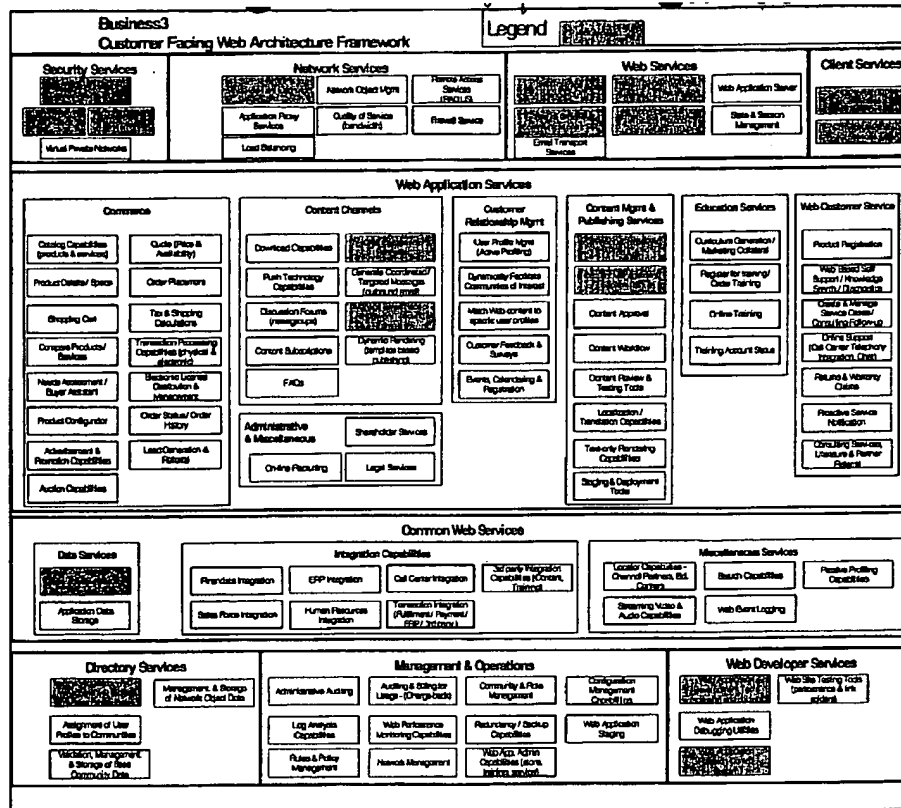 Business3
Customer Facing Web Architecture Framework
Legend
Security Services
Network Services
Web Services
Client Services
Network Object Mgmt
Remote Access
Services
Web Application Server
Application Proxy
Services
Quality of Service
(bandwidth)
Firewall Service
State & Session
Management
Virtual Private Networks
Load Balancing
Email Transport
Services
Web Application Services
Commerce
Catalog Capabilities
(products & services)
Quote (Price &
Availability)
Product Details / Specs
Order Placement
Shopping Cart
Tax & Shipping
Calculations
Compare Products /
Services
Transaction Processing
Capabilities (physical &
electronic)
Needs Assessment /
Buyer Assistant
Electronic License
Distribution &
Management
Product Configurator
Order Status / Order
History
Advertisement &
Promotion Capabilities
Lead Generation &
Referral
Auction Capabilities
Content Channels
Download Capabilities
Push Technology
Capabilities
Generate Coordinated /
Targeted Messages
(outbound email)
Discussion Forums
(newsgroups)
Content Subscriptions
Dynamic Rendering
(template based
publishing)
FAQs
Administrative
& Miscellaneous
Shareholder Services
On-line Recruiting
Legal Services
Customer
Relationship Mgmt
User Profile Mgmt
(Active Profiling)
Dynamically Facilitate
Communities of Interest
Match Web content to
specific user profiles
Customer Feedback &
Surveys
Events, Calendaring &
Registration
Content Mgmt &
Publishing Services
Content Approval
Content Workflow
Content Review &
Testing Tools
Localization /
Translation Capabilities
Text-only Rendering
Capabilities
Staging & Deployment
Tools
Education Services
Curriculum Generation /
Marketing Collateral
Register for training /
Order Training
Online Training
Training Account Status
Web Customer Service
Product Registration
Web Based Self
Support / Knowledge
Search / Diagnostics
Create & Manage
Service Cases /
Consulting Follow-up
Online Support
(Call Center Telephony
Integration, Chat)
Returns & Warranty
Claims
Proactive Service
Notification
Consulting Services,
Literature & Partner
Referral
Common Web Services
Data Services
Application Data
Storage
Integration Capabilities
Financials Integration
ERP Integration
Call Center Integration
3rd party Integration
Capabilities (Content,
Training)
Sales Force Integration
Human Resources
Integration
Transaction Integration
(Fulfillment / Payment /
Miscellaneous Services
Locator Capabilities -
Channel Partners, Ed.
Centers
Search Capabilities
Passive Profiling
Capabilities
Streaming Video &
Audio Capabilities
Web Event Logging
Directory Services
Management & Storage
of Network Object Data
Assignment of User
Profiles to Communities
Validation, Management,
& Storage of
Community Data
Management & Operations
Administrative Auditing
Auditing & Billing for
Usage - (Charge-back)
Community & Roles
Management
Configuration
Management
Capabilities
Log Analysis
Capabilities
Web Performance
Monitoring Capabilities
Redundancy / Backup
Capabilities
Web Application
Staging
Rules & Policy
Management
Network Management
Web App. Admin
Capabilities (store,
training, service)
Web Developer Services
Web Site Testing Tools
(performance & link
Web Application
Debugging Utilities